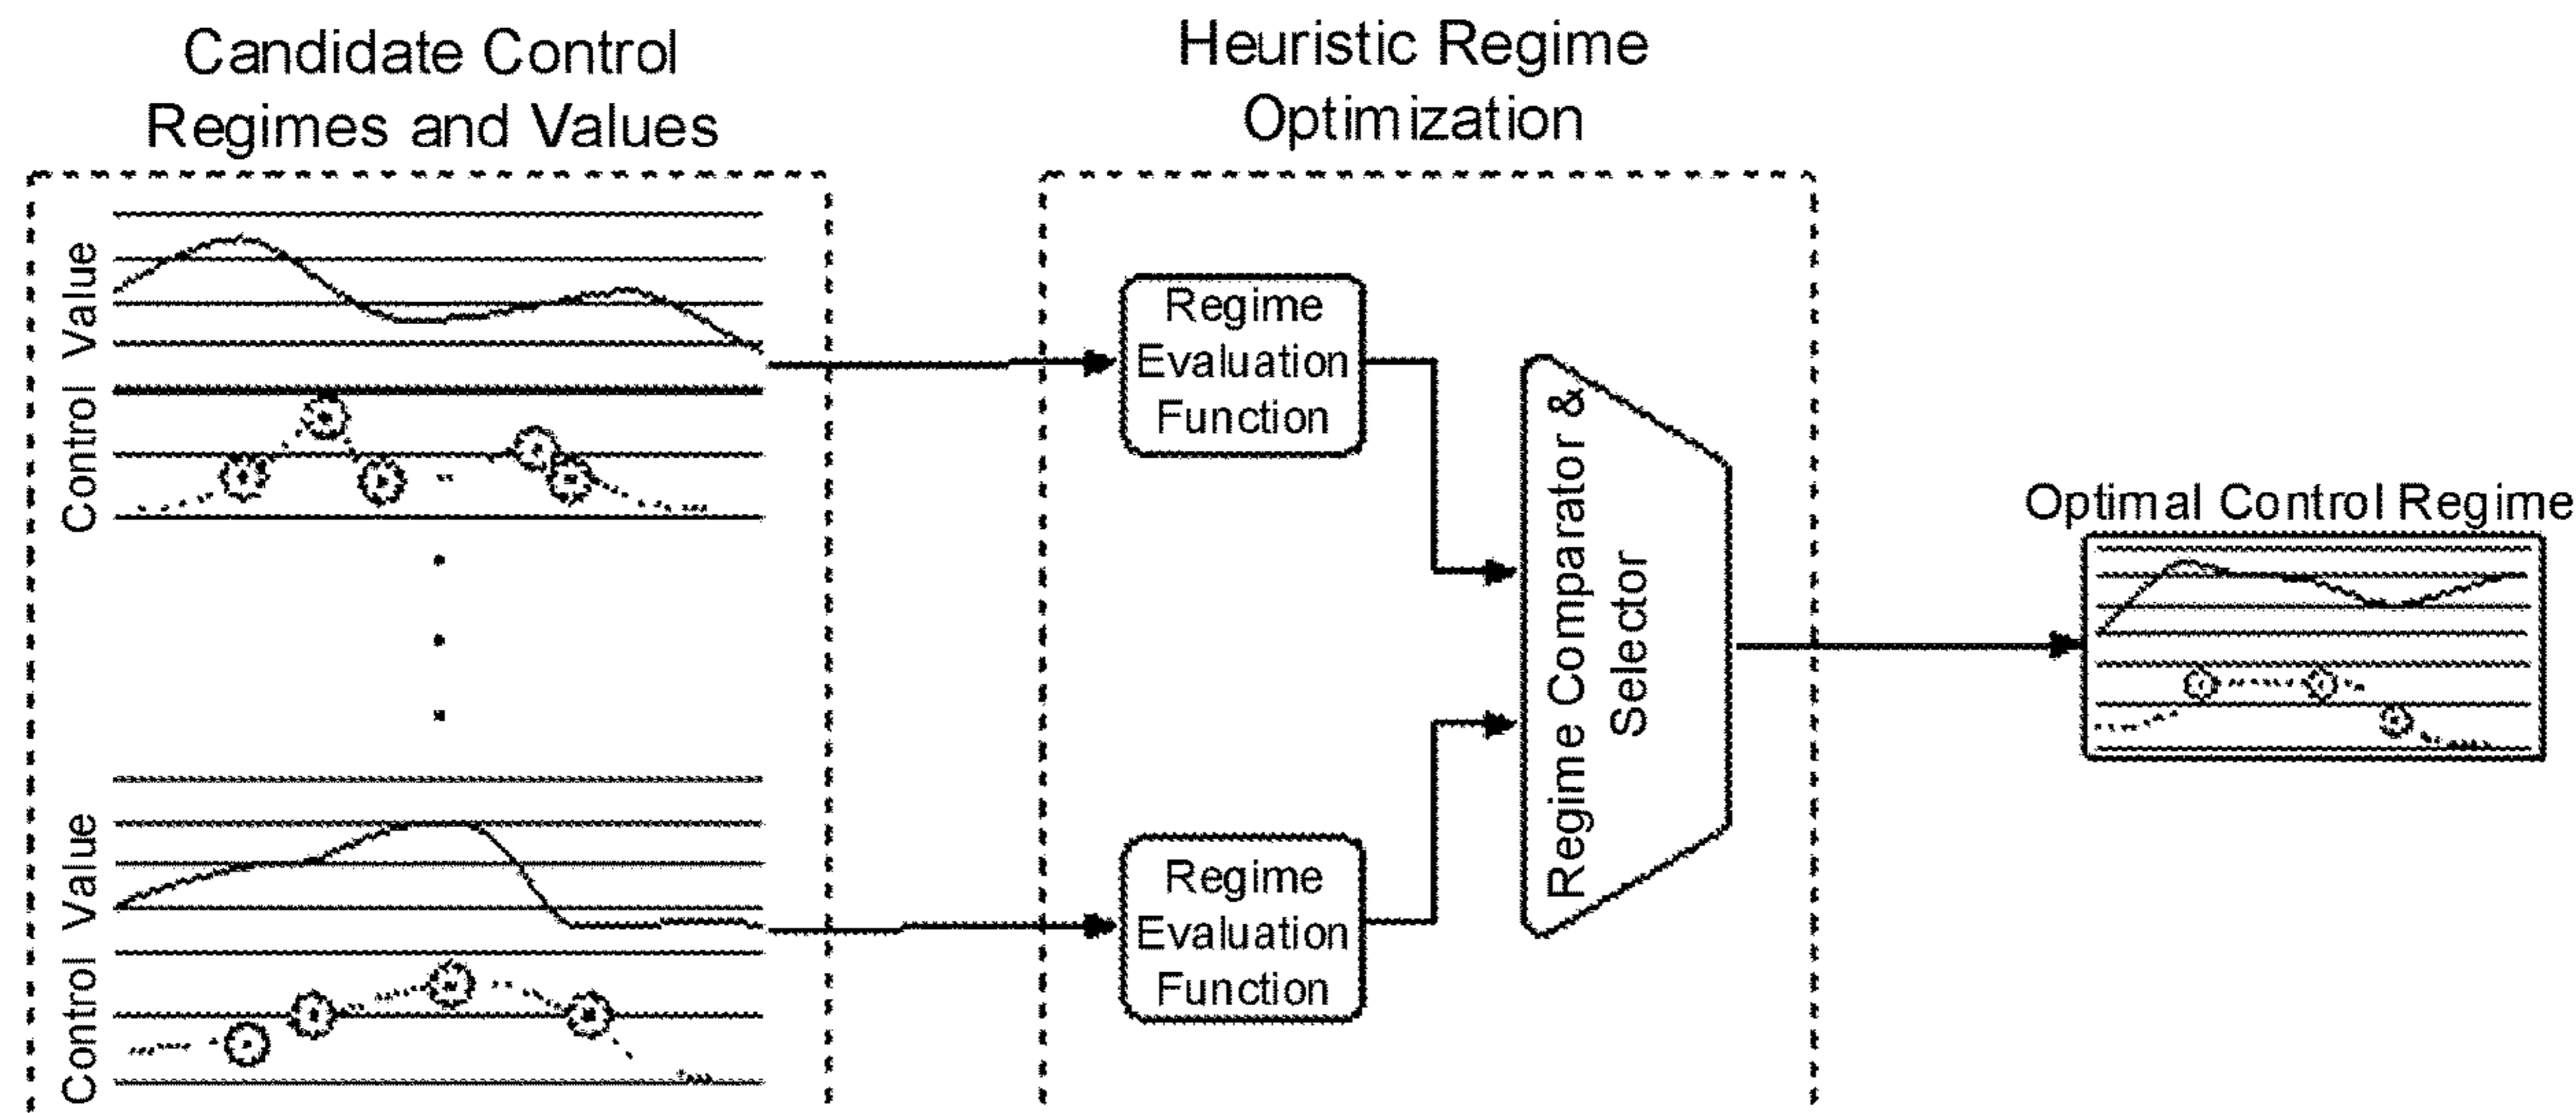 Candidate Control
Regimes and Values
Heuristic Regime
Optimization
Control Value
Control Value
Regime
Evaluation
Function
Regime
Evaluation
Function
Regime Comparator &
Selector
Optimal Control Regime